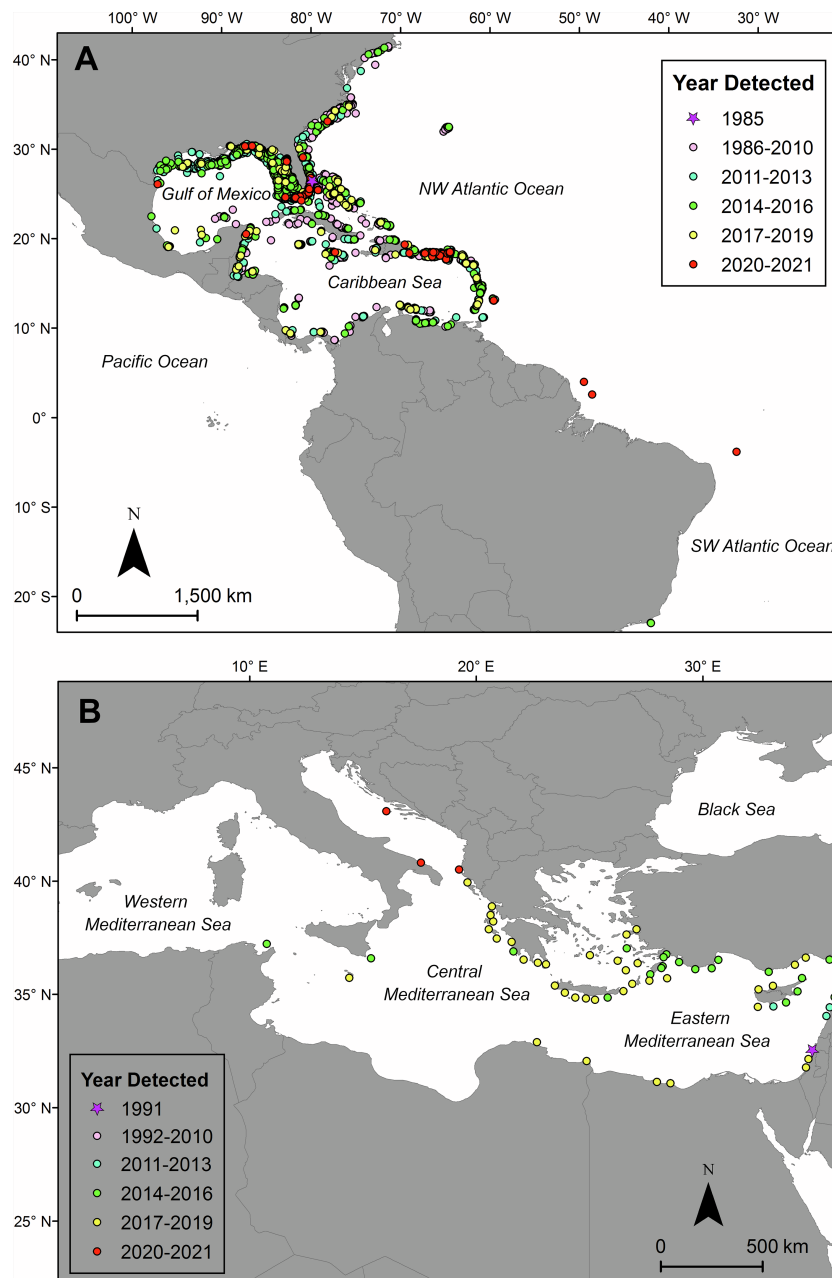 100° W 90° W 80° W 70° W 60° W 50° W 40° W 30° W
A
40° N
30° N
20° N
10° N
0°
10° S
20° S
Year Detected
1985
1986-2010
2011-2013
2014-2016
2017-2019
2020-2021
Gulf of Mexico
NW Atlantic Ocean
Caribbean Sea
Pacific Ocean
SW Atlantic Ocean
N
0 1,500 km
10° E 20° E 30° E
B
45° N
40° N
35° N
30° N
25° N
Black Sea
Western
Mediterranean Sea
Central
Mediterranean Sea
Eastern
Mediterranean Sea
Year Detected
1991
1992-2010
2011-2013
2014-2016
2017-2019
2020-2021
N
0 500 km